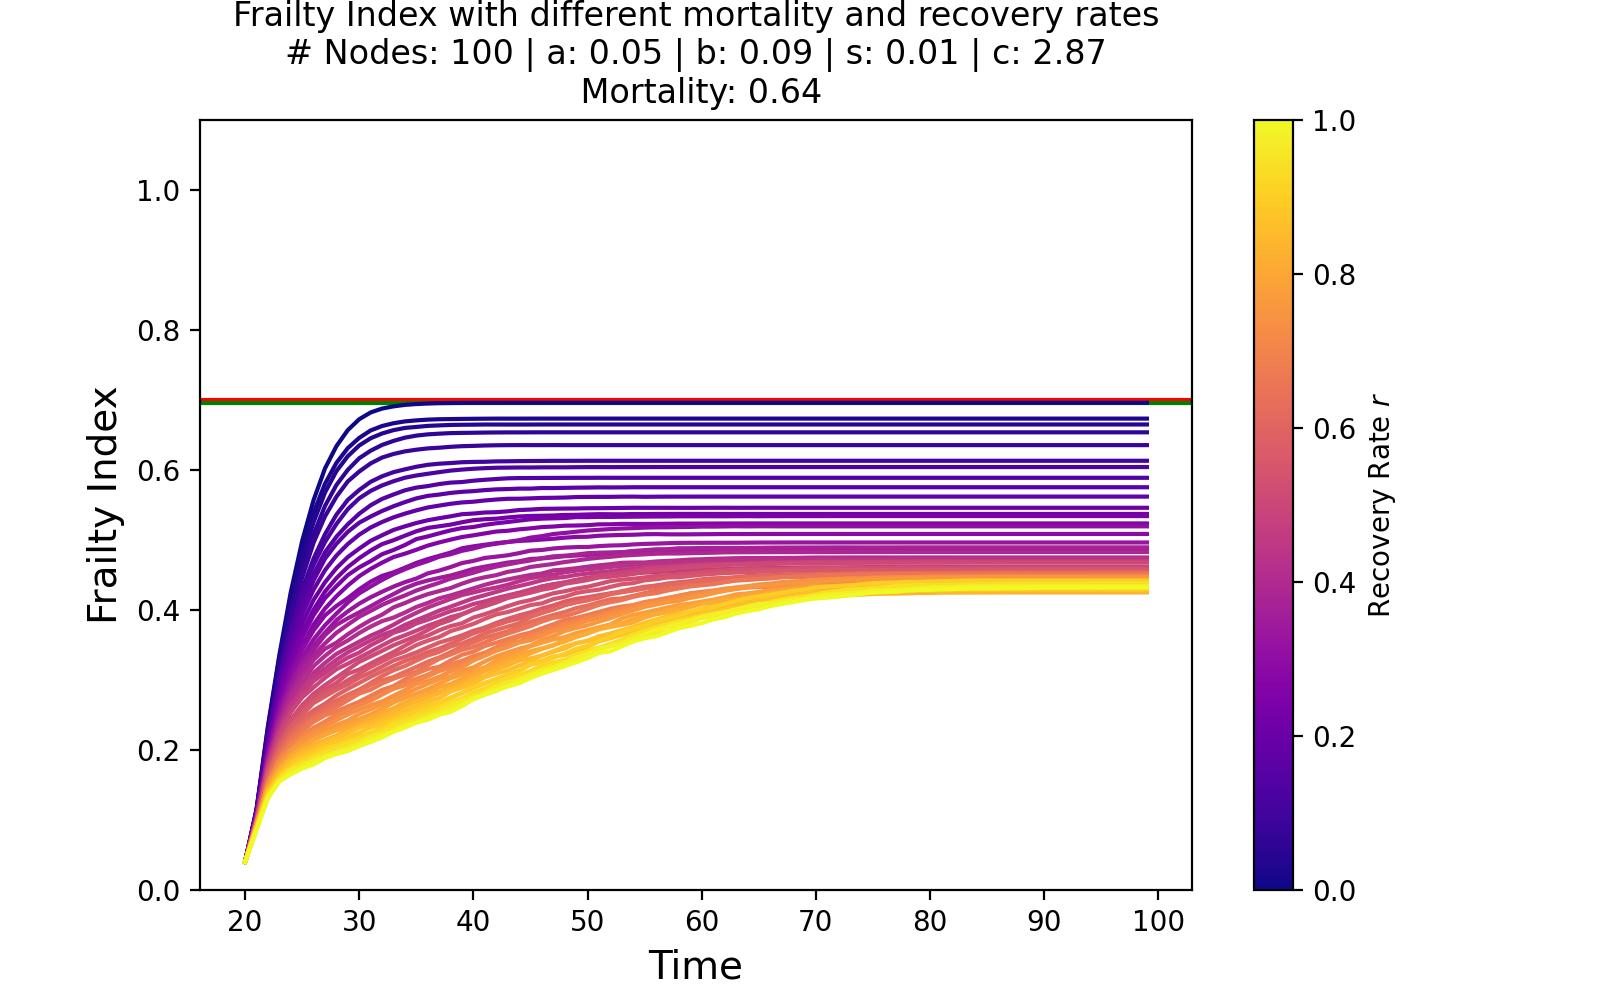 Frailty Index with different mortality and recovery rates
# Nodes: 100 | a: 0.05 | b: 0.09 | s: 0.01 | c: 2.87
Mortality: 0.64
1.0
0.8
0.6
0.4
0.2
0.0
Frailty Index
20 30 40 50 60 70 80 90 100
Time
1.0
0.8
0.6
0.4
0.2
0.0
Recovery Rate r